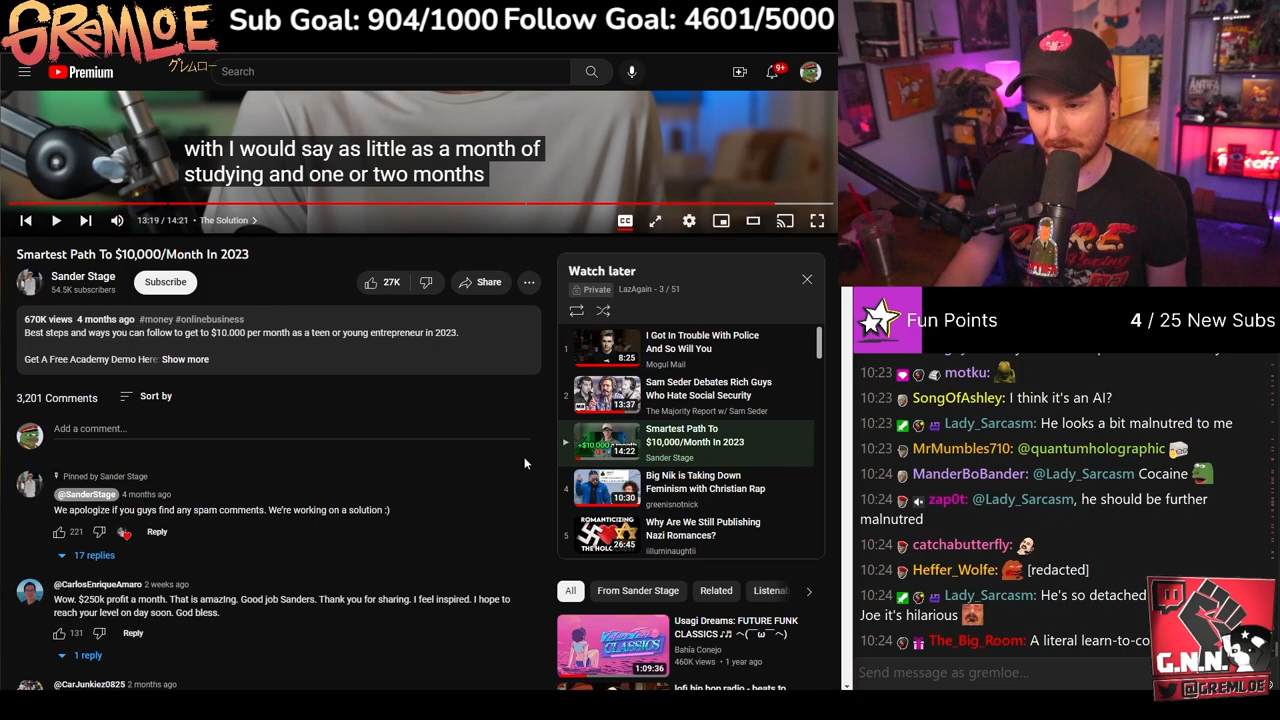 GREMLOE
グレムロー
Sub Goal: 904/1000 Follow Goal: 4601/5000
Premium
Search
9+
with I would say as little as a month of
studying and one or two months
13:19 / 14:21 • The Solution >
CC
Smartest Path To $10,000/Month In 2023
Sander Stage
54.5K subscribers
Subscribe
27K
Share
670K views 4 months ago #money #onlinebusiness
Best steps and ways you can follow to get to $10.000 per month as a teen or young entrepreneur in 2023.
Get A Free Academy Demo Here: Show more
3,201 Comments
Sort by
Add a comment...
Pinned by Sander Stage
@SanderStage 4 months ago
We apologize if you guys find any spam comments. We're working on a solution :)
221
Reply
17 replies
@CarlosEnriqueAmaro 2 weeks ago
Wow. $250k profit a month. That is amazIng. Good job Sanders. Thank you for sharing. I feel inspired. I hope to
reach your level on day soon. God bless.
131
Reply
1 reply
@CarJunkiez0825 2 months ago
Watch later
Private LazAgain - 3 / 51
1
8:25
I Got In Trouble With Police
And So Will You
Mogul Mail
2
13:37
Sam Seder Debates Rich Guys
Who Hate Social Security
The Majority Report w/ Sam Seder
14:22
Smartest Path To
$10,000/Month In 2023
Sander Stage
4
10:30
Big Nik is Taking Down
Feminism with Christian Rap
greenisnotnick
5
ROMANTICIZING
THE HOLOCAUST
26:45
Why Are We Still Publishing
Nazi Romances?
iilluminaughtii
All
From Sander Stage
Related
Listenal
1:09:36
Usagi Dreams: FUTURE FUNK
CLASSICS ♪♫ ヘ(￣ω￣ヘ)
Bahía Conejo
460K views • 1 year ago
lofi hip hop radio - beats to
Fun Points
4 / 25 New Subs
10:23 motku:
10:23 SongOfAshley: I think it's an AI?
10:23 Lady_Sarcasm: He looks a bit malnutred to me
10:23 MrMumbles710: @quantumholographic
10:24 ManderBoBander: @Lady_Sarcasm Cocaine
10:24 zap0t: @Lady_Sarcasm, he should be further
malnutred
10:24 catchabutterfly:
10:24 Heffer_Wolfe: [redacted]
10:24 Lady_Sarcasm: He's so detached
Joe it's hilarious
10:24 The_Big_Room: A literal learn-to-co
Send message as gremloe...
G.N.N.
@GREMLOE